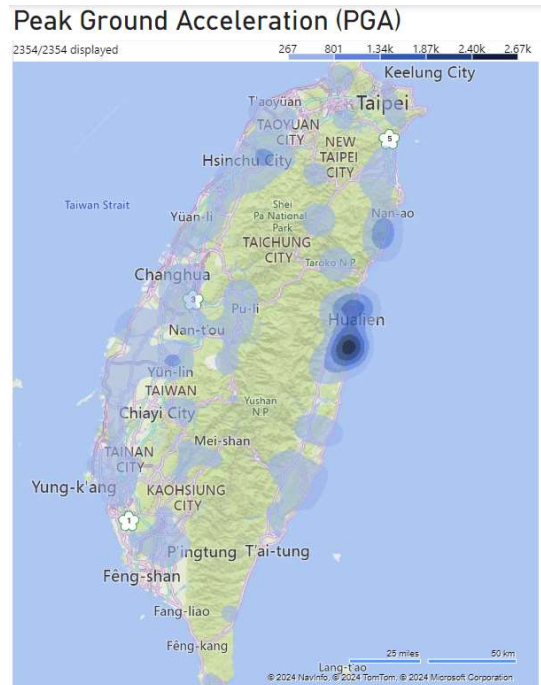 Peak Ground Acceleration (PGA)
2354/2354 displayed
267 801 1.34k 1.87k 2.40k 2.67k
Keelung City
T'aoyüan
Taipei
TAOYUAN
CITY
5
NEW
TAIPEI
CITY
Hsinchu City
Taiwan Strait
Yüan-li
Shei
Pa National
Park
Nan-ao
TAICHUNG
CITY
Taroko N.P.
Changhua
3
Pu-li
Hualien
Nan-t'ou
Yün-lin
TAIWAN
Yushan
N.P.
Chiayi City
Mei-shan
TAINAN
CITY
Yung-k'ang
KAOHSIUNG
CITY
1
P'ingtung
T'ai-tung
Fêng-shan
Fang-liao
Fêng-kang
Lang-t'ao
25 miles 50 km
© 2024 NavInfo, © 2024 TomTom, © 2024 Microsoft Corporation